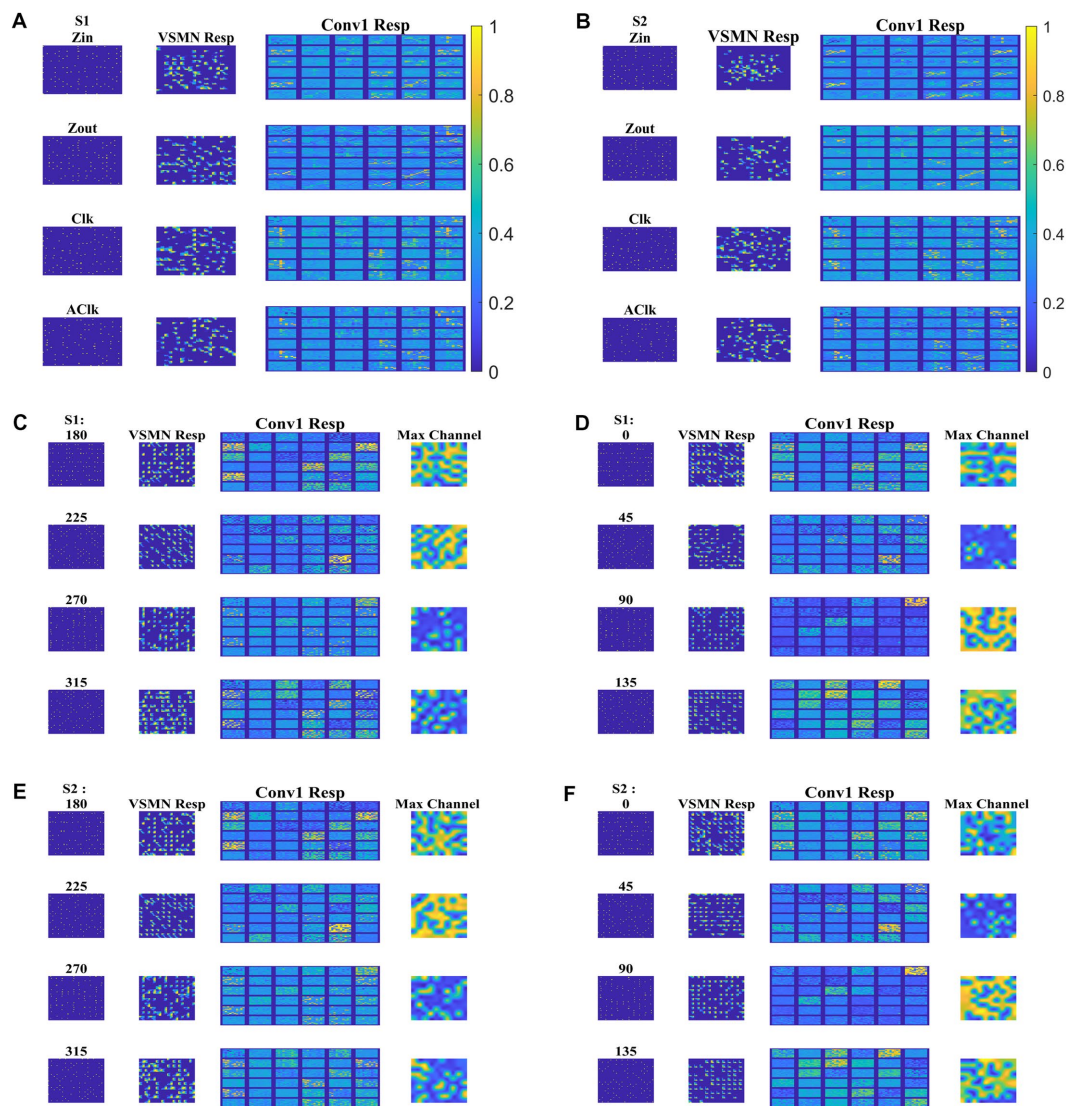 A
S1
Zin
VSMN Resp
Conv1 Resp
Zout
Clk
AClk
1
0.8
0.6
0.4
0.2
0
B
S2
Zin
VSMN Resp
Conv1 Resp
Zout
Clk
AClk
1
0.8
0.6
0.4
0.2
0
C
S1:
180
VSMN Resp
Conv1 Resp
Max Channel
225
270
315
D
S1:
0
VSMN Resp
Conv1 Resp
Max Channel
45
90
135
E
S2 :
180
VSMN Resp
Conv1 Resp
Max Channel
225
270
315
F
S2 :
0
VSMN Resp
Conv1 Resp
Max Channel
45
90
135